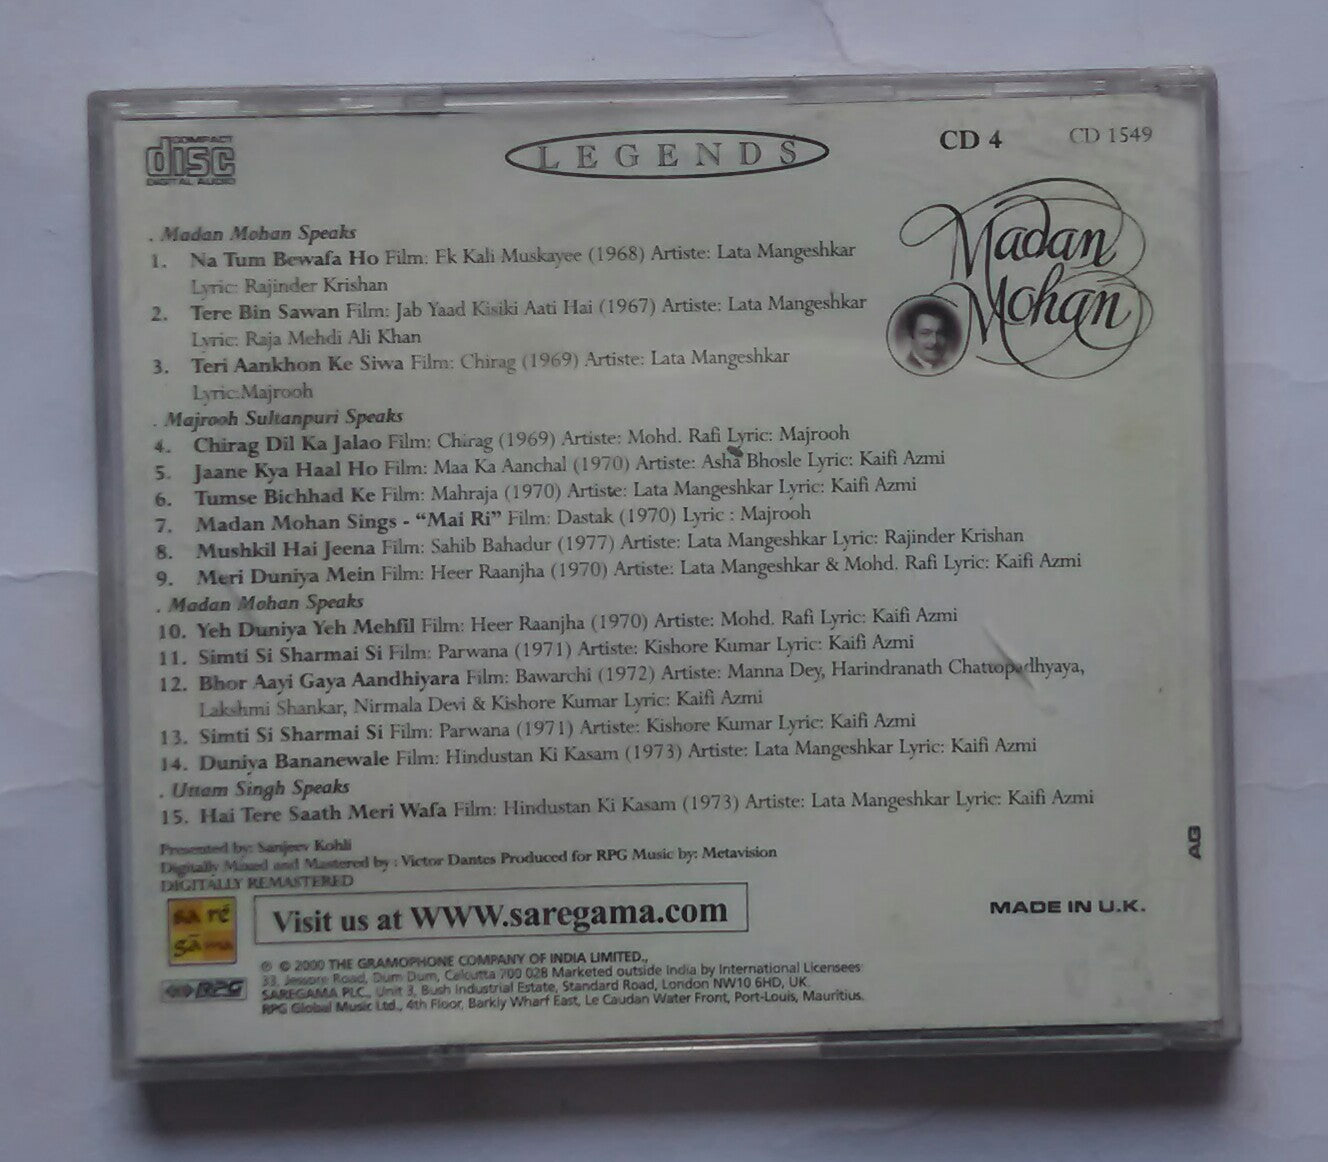 COMPACT
disc
DIGITAL AUDIO
LEGENDS
CD 4
CD 1549
Madan
Mohan
. Madan Mohan Speaks
1. Na Tum Bewafa Ho Film: Ek Kali Muskayee (1968) Artiste: Lata Mangeshkar
Lyric: Rajinder Krishan
2. Tere Bin Sawan Film: Jab Yaad Kisiki Aati Hai (1967) Artiste: Lata Mangeshkar
Lyric: Raja Mehdi Ali Khan
3. Teri Aankhon Ke Siwa Film: Chirag (1969) Artiste: Lata Mangeshkar
Lyric:Majrooh
. Majrooh Sultanpuri Speaks
4. Chirag Dil Ka Jalao Film: Chirag (1969) Artiste: Mohd. Rafi Lyric: Majrooh
5. Jaane Kya Haal Ho Film: Maa Ka Aanchal (1970) Artiste: Asha Bhosle Lyric: Kaifi Azmi
6. Tumse Bichhad Ke Film: Mahraja (1970) Artiste: Lata Mangeshkar Lyric: Kaifi Azmi
7. Madan Mohan Sings - “Mai Ri” Film: Dastak (1970) Lyric : Majrooh
8. Mushkil Hai Jeena Film: Sahib Bahadur (1977) Artiste: Lata Mangeshkar Lyric: Rajinder Krishan
9. Meri Duniya Mein Film: Heer Raanjha (1970) Artiste: Lata Mangeshkar & Mohd. Rafi Lyric: Kaifi Azmi
. Madan Mohan Speaks
10. Yeh Duniya Yeh Mehfil Film: Heer Raanjha (1970) Artiste: Mohd. Rafi Lyric: Kaifi Azmi
11. Simti Si Sharmai Si Film: Parwana (1971) Artiste: Kishore Kumar Lyric: Kaifi Azmi
12. Bhor Aayi Gaya Aandhiyara Film: Bawarchi (1972) Artiste: Manna Dey, Harindranath Chattopadhyaya,
Lakshmi Shankar, Nirmala Devi & Kishore Kumar Lyric: Kaifi Azmi
13. Simti Si Sharmai Si Film: Parwana (1971) Artiste: Kishore Kumar Lyric: Kaifi Azmi
14. Duniya Bananewale Film: Hindustan Ki Kasam (1973) Artiste: Lata Mangeshkar Lyric: Kaifi Azmi
. Uttam Singh Speaks
15. Hai Tere Saath Meri Wafa Film: Hindustan Ki Kasam (1973) Artiste: Lata Mangeshkar Lyric: Kaifi Azmi
Presented by: Sanjeev Kohli
Digitally Mixed and Mastered by : Victor Dantes Produced for RPG Music by: Metavision
DIGITALLY REMASTERED
AG
sa ré
sā ma
Visit us at WWW.saregama.com
MADE IN U.K.
RPG
℗ © 2000 THE GRAMOPHONE COMPANY OF INDIA LIMITED.,
33, Jessore Road, Dum Dum, Calcutta 700 028 Marketed outside India by International Licensees
SAREGAMA PLC., Unit 3, Bush Industrial Estate, Standard Road, London NW10 6HD, UK.
RPG Global Music Ltd., 4th Floor, Barkly Wharf East, Le Caudan Water Front, Port-Louis, Mauritius.